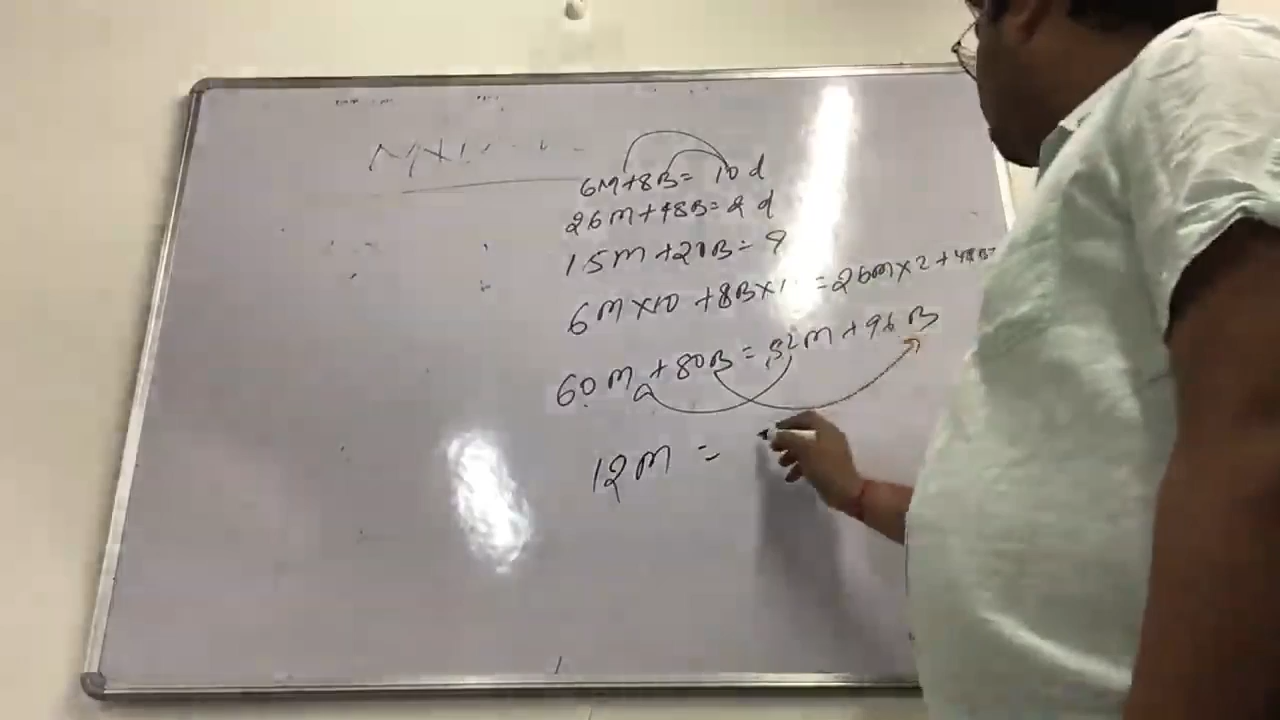 6M+8B= 10 d
26M+48B=2 d
15M+21B= ?
6M×10 +8B×1 =26M×2+48B×
60M+80B=52M+96B
12M =